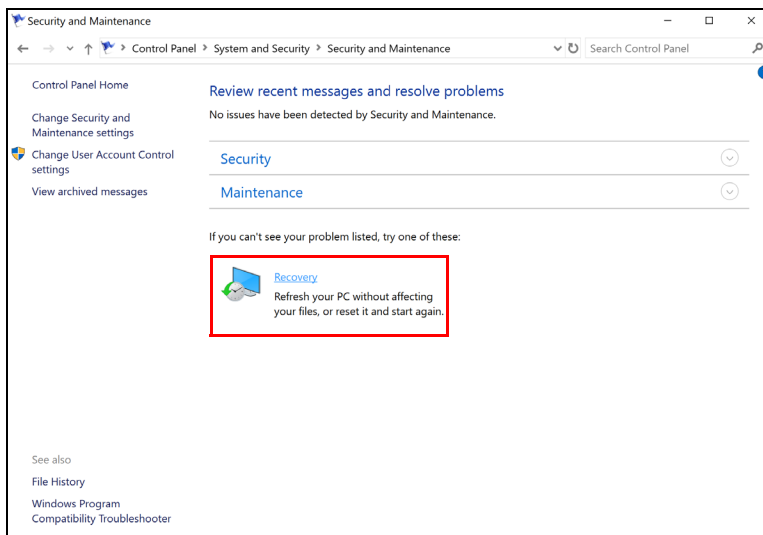 Security and Maintenance
Control Panel > System and Security > Security and Maintenance
Search Control Panel
Control Panel Home
Change Security and
Maintenance settings
Change User Account Control
settings
View archived messages
Review recent messages and resolve problems
No issues have been detected by Security and Maintenance.
Security
Maintenance
If you can't see your problem listed, try one of these:
Recovery
Refresh your PC without affecting
your files, or reset it and start again.
See also
File History
Windows Program
Compatibility Troubleshooter